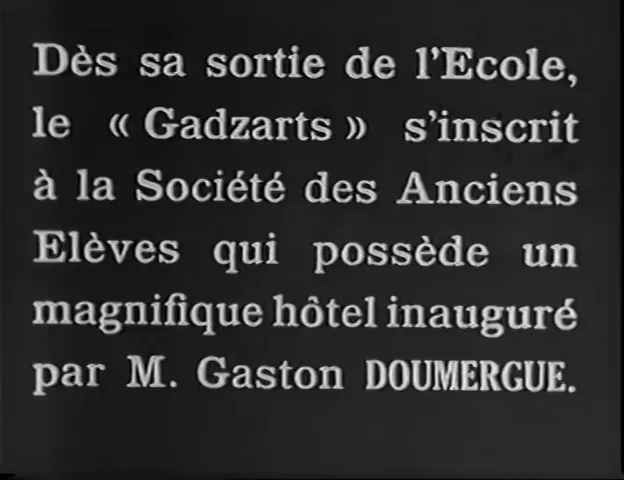 Dès sa sortie de l'Ecole,
le « Gadzarts » s'inscrit
à la Société des Anciens
Elèves qui possède un
magnifique hôtel inauguré
par M. Gaston DOUMERGUE.